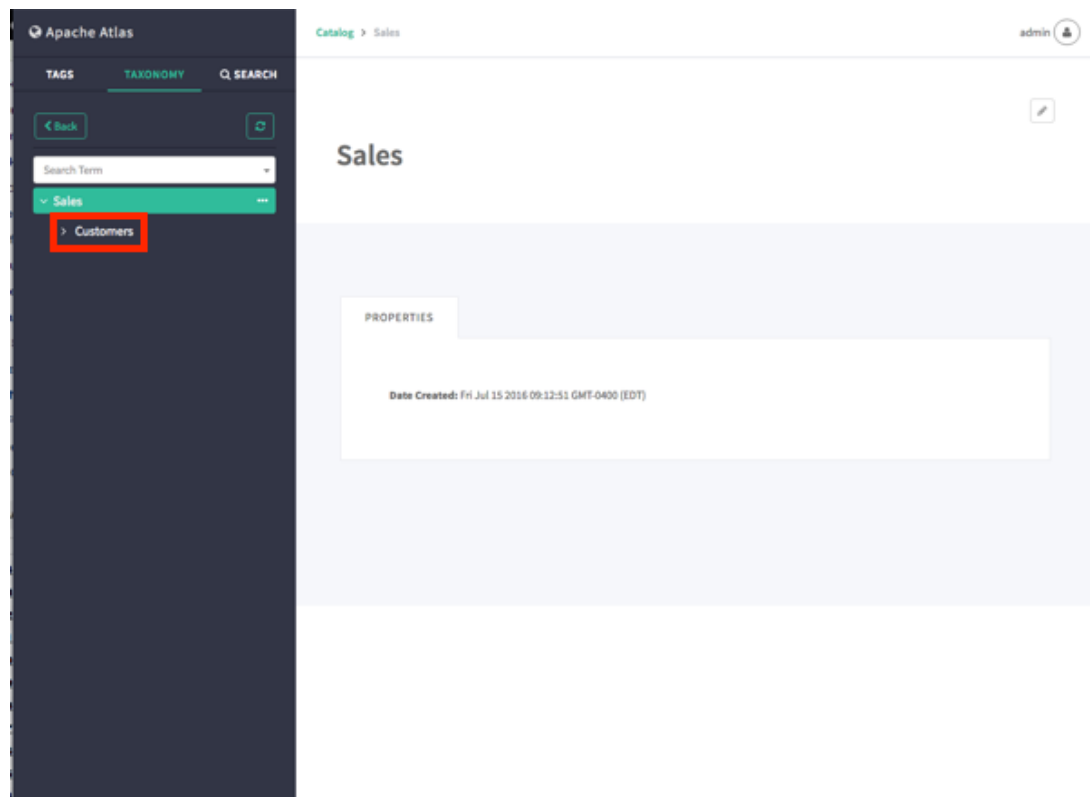 Apache Atlas
Catalog > Sales
admin
TAGS TAXONOMY SEARCH
Back
Search Term
Sales
Customers
Sales
PROPERTIES
Date Created: Fri Jul 15 2016 09:12:51 GMT-0400 (EDT)